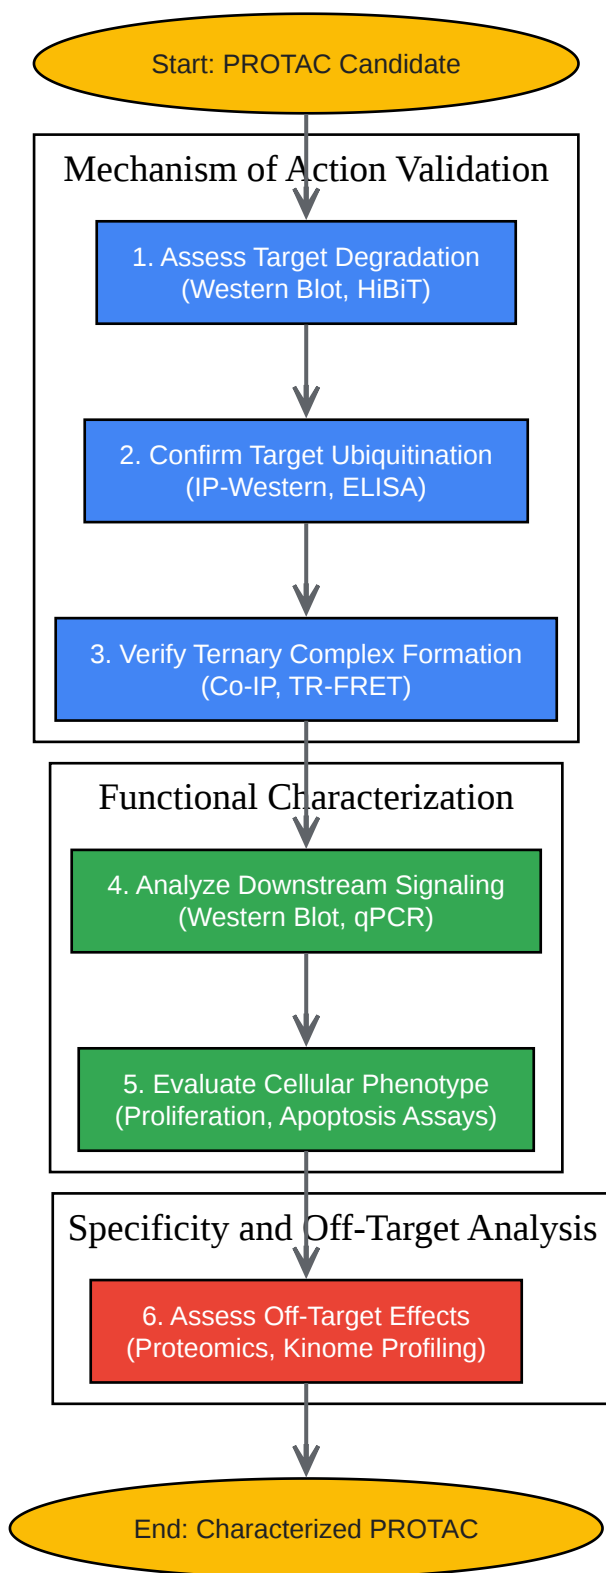 Start: PROTAC Candidate
Mechanism of Action Validation
1. Assess Target Degradation
(Western Blot, HiBiT)
2. Confirm Target Ubiquitination
(IP-Western, ELISA)
3. Verify Ternary Complex Formation
(Co-IP, TR-FRET)
Functional Characterization
4. Analyze Downstream Signaling
(Western Blot, qPCR)
5. Evaluate Cellular Phenotype
(Proliferation, Apoptosis Assays)
Specificity and Off-Target Analysis
6. Assess Off-Target Effects
(Proteomics, Kinome Profiling)
End: Characterized PROTAC